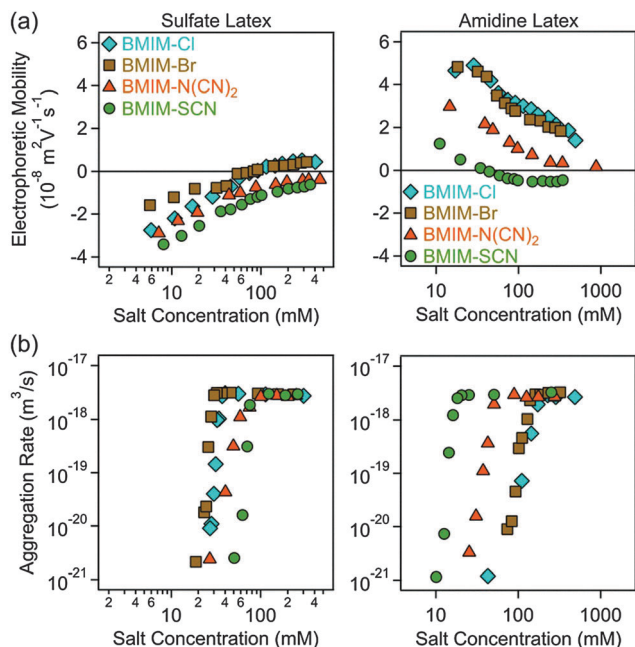 (a)
Sulfate Latex
Amidine Latex
Electrophoretic Mobility
(10⁻⁸ m²V⁻¹s⁻¹)
6
4
2
0
-2
-4
BMIM-Cl
BMIM-Br
BMIM-N(CN)₂
BMIM-SCN
2 4 6 2 4 6 2 4
10 100
Salt Concentration (mM)
6
4
2
0
-2
-4
BMIM-Cl
BMIM-Br
BMIM-N(CN)₂
BMIM-SCN
10 100 1000
Salt Concentration (mM)
(b)
Aggregation Rate (m³/s)
10⁻¹⁷
10⁻¹⁸
10⁻¹⁹
10⁻²⁰
10⁻²¹
2 4 6 2 4 6 2 4
10 100
Salt Concentration (mM)
10⁻¹⁷
10⁻¹⁸
10⁻¹⁹
10⁻²⁰
10⁻²¹
10 100 1000
Salt Concentration (mM)